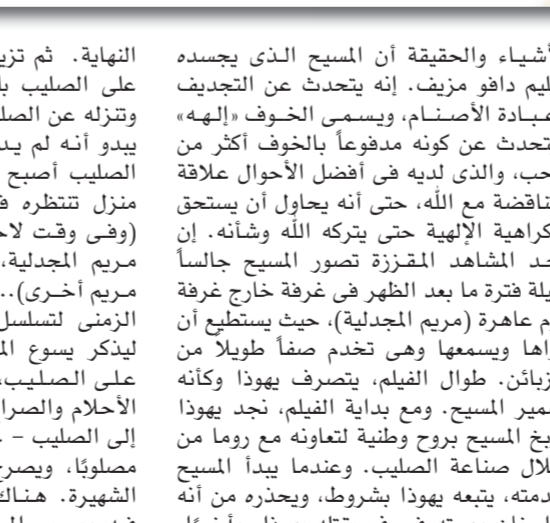 أشياء والحقيقة أن المسيح الذى يجسده
ليم دافو مزيف. إنه يتحدث عن التجديف
عبادة الأصنام، ويسمى الخوف «إلهه»
تحدث عن كونه مدفوعاً بالخوف أكثر من
حب، والذى لديه فى أفضل الأحوال علاقة
ناقضة مع الله، حتى أنه يحاول أن يستحق
كراهية الإلهية حتى يتركه الله وشأنه. إن
حد المشاهد المقززة تصور المسيح جالساً
يلة فترة ما بعد الظهر فى غرفة خارج غرفة
م عاهرة (مريم المجدلية)، حيث يستطيع أن
راها ويسمعها وهى تخدم صفاً طويلاً من
زبائن. طوال الفيلم، يتصرف يهوذا وكأنه
مير المسيح. ومع بداية الفيلم، نجد يهوذا
بخ المسيح بروح وطنية لتعاونه مع روما من
لال صناعة الصليب. وعندما يبدأ المسيح
دمته، يتبعه يهوذا بشروط، ويحذره من أنه
النهاية. ثم تزي
على الصليب با
وتنزله عن الصلي
يبدو أنه لم يد
الصليب أصبح
منزل تنتظره ف
(وفى وقت لاح
مريم المجدلية،
مريم أخرى)..
الزمنى لتسلسل
ليذكر يسوع الم
على الصليب،
الأحلام والصرا
إلى الصليب –
مصلوبًا، ويصرخ
الشهيرة. هناك